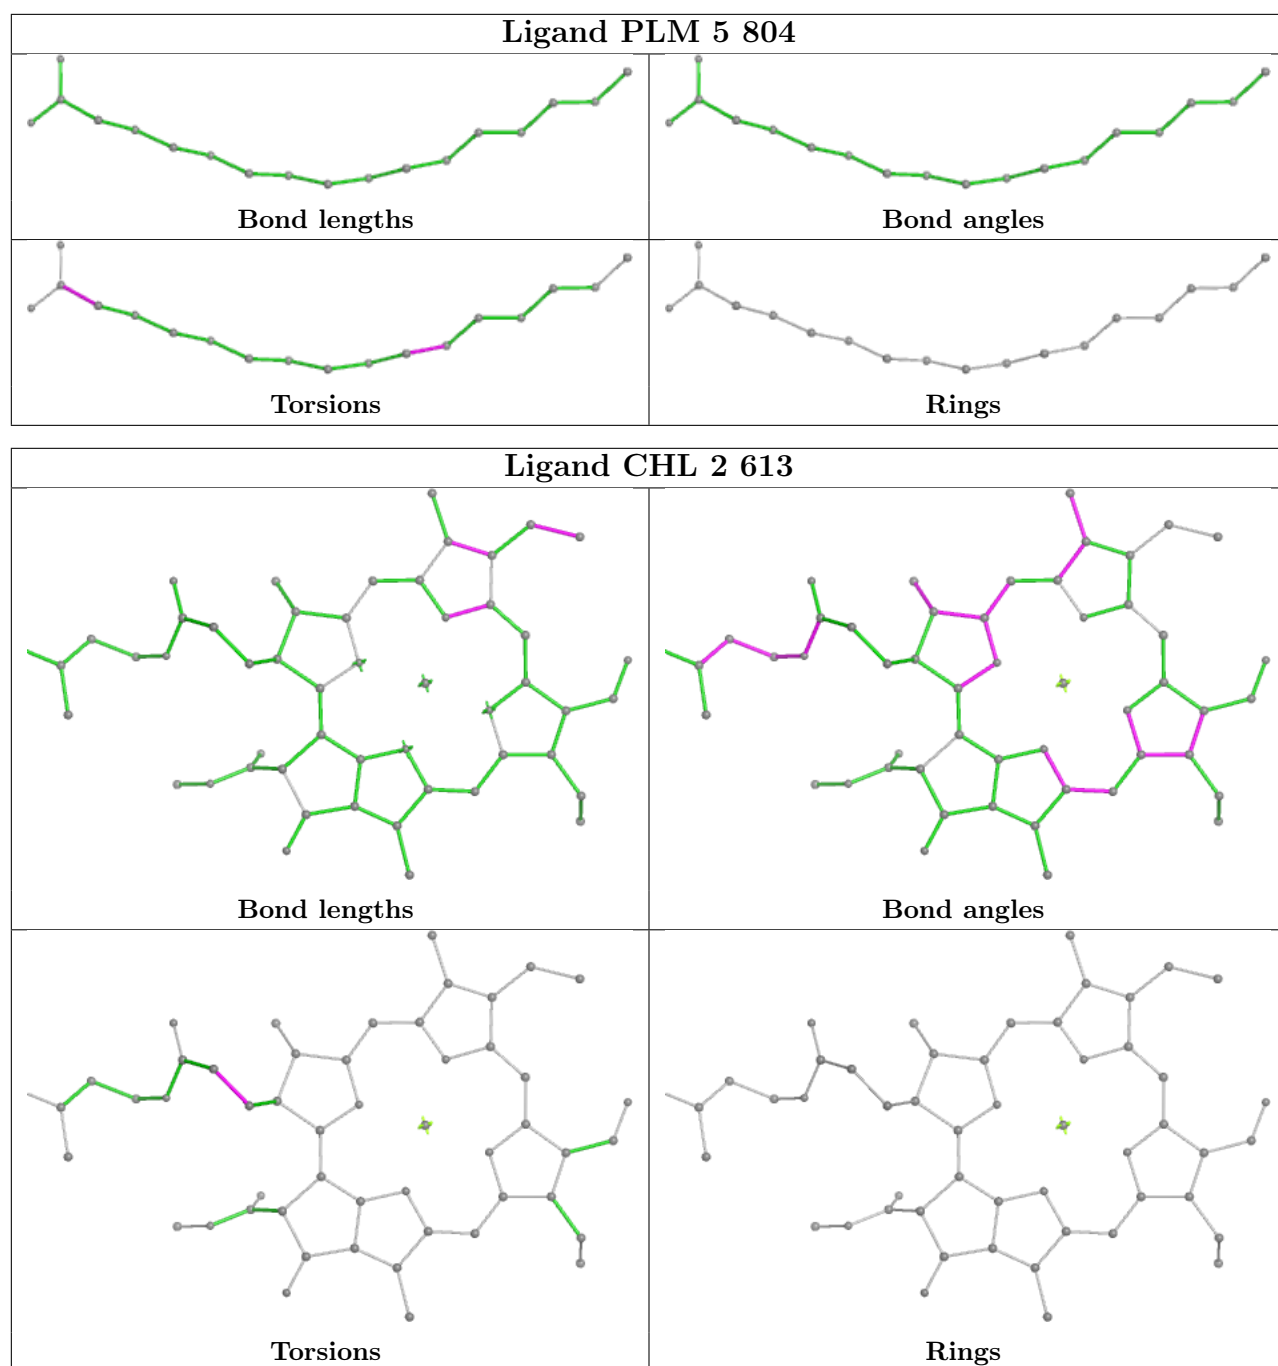 Ligand PLM 5 804
Bond lengths
Bond angles
Torsions
Rings
Ligand CHL 2 613
Bond lengths
Bond angles
Torsions
Rings